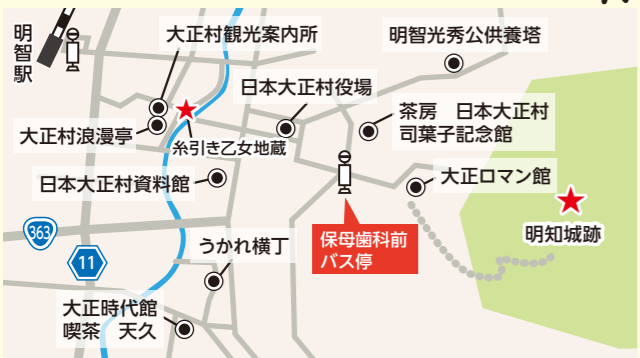 明智駅
大正村観光案内所
明智光秀公供養塔
日本大正村役場
茶房　日本大正村
司葉子記念館
大正村浪漫亭
糸引き乙女地蔵
日本大正村資料館
大正ロマン館
明知城跡
363
11
うかれ横丁
保母歯科前
バス停
大正時代館
喫茶　天久